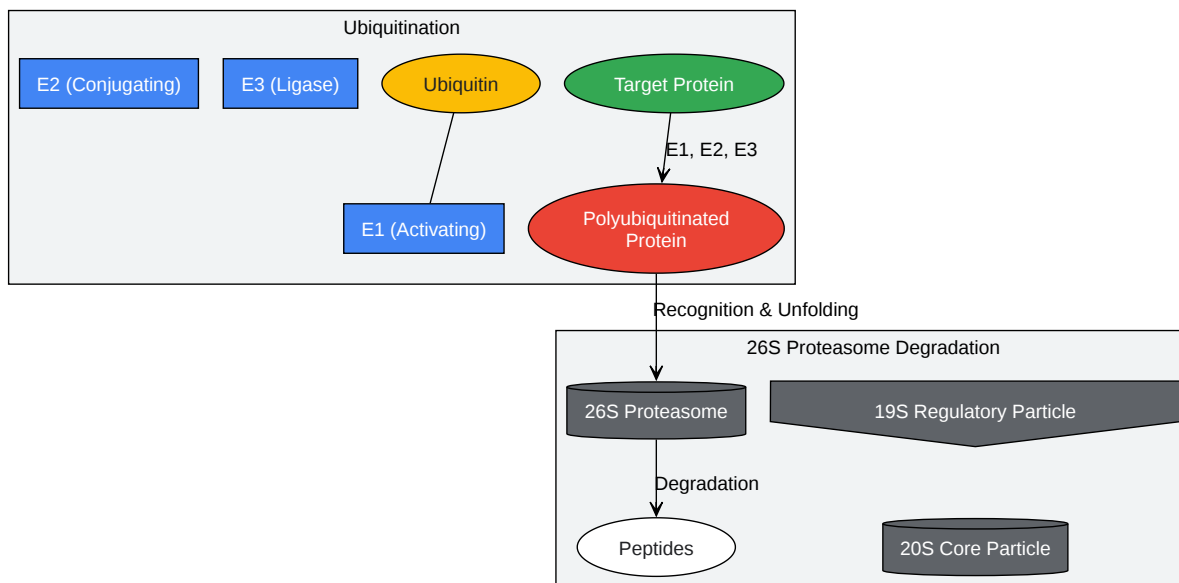 Ubiquitination
E2 (Conjugating)
E3 (Ligase)
Ubiquitin
Target Protein
E1, E2, E3
E1 (Activating)
Polyubiquitinated
Protein
Recognition & Unfolding
26S Proteasome Degradation
26S Proteasome
19S Regulatory Particle
Degradation
Peptides
20S Core Particle